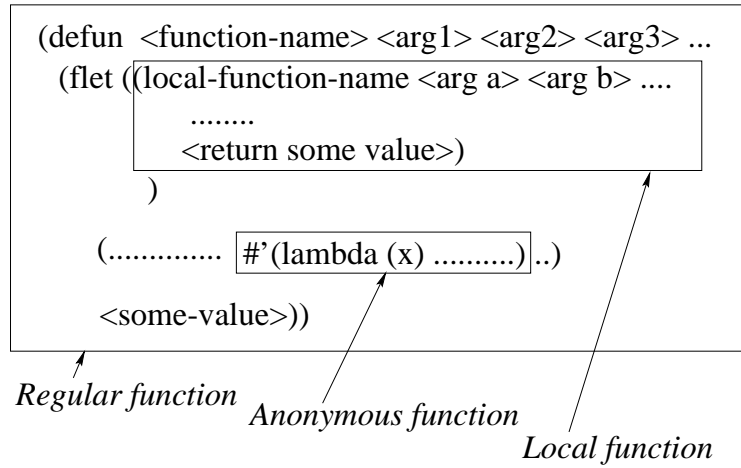 (defun <function-name> <arg1> <arg2> <arg3> ...
(flet ((local-function-name <arg a> <arg b> ....
........
<return some value>)
)
(.............. #'(lambda (x) ..........) ..)
<some-value>))
Regular function
Anonymous function
Local function